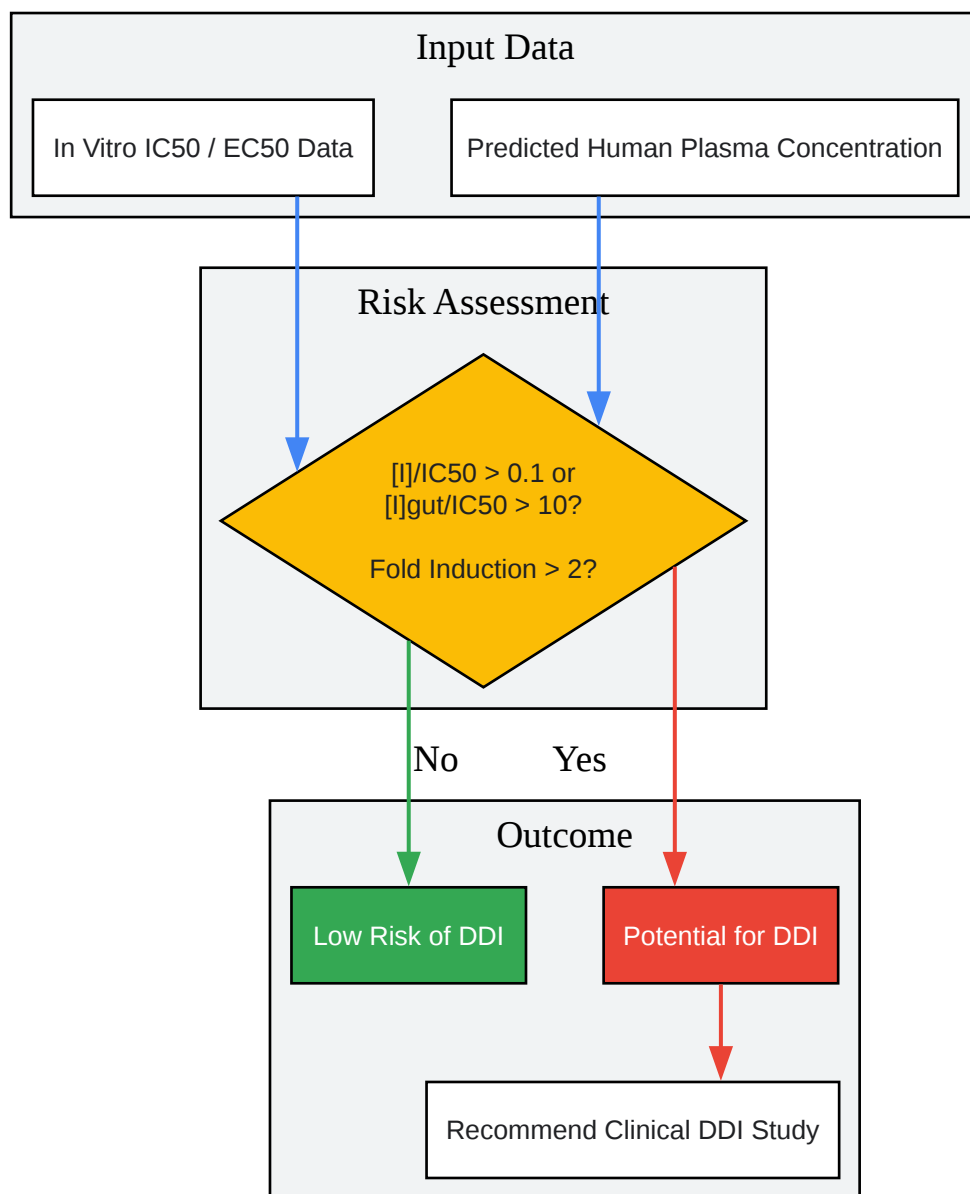 Input Data
In Vitro IC50 / EC50 Data
Predicted Human Plasma Concentration
Risk Assessment
[I]/IC50 > 0.1 or
[I]gut/IC50 > 10?
Fold Induction > 2?
No
Yes
Outcome
Low Risk of DDI
Potential for DDI
Recommend Clinical DDI Study